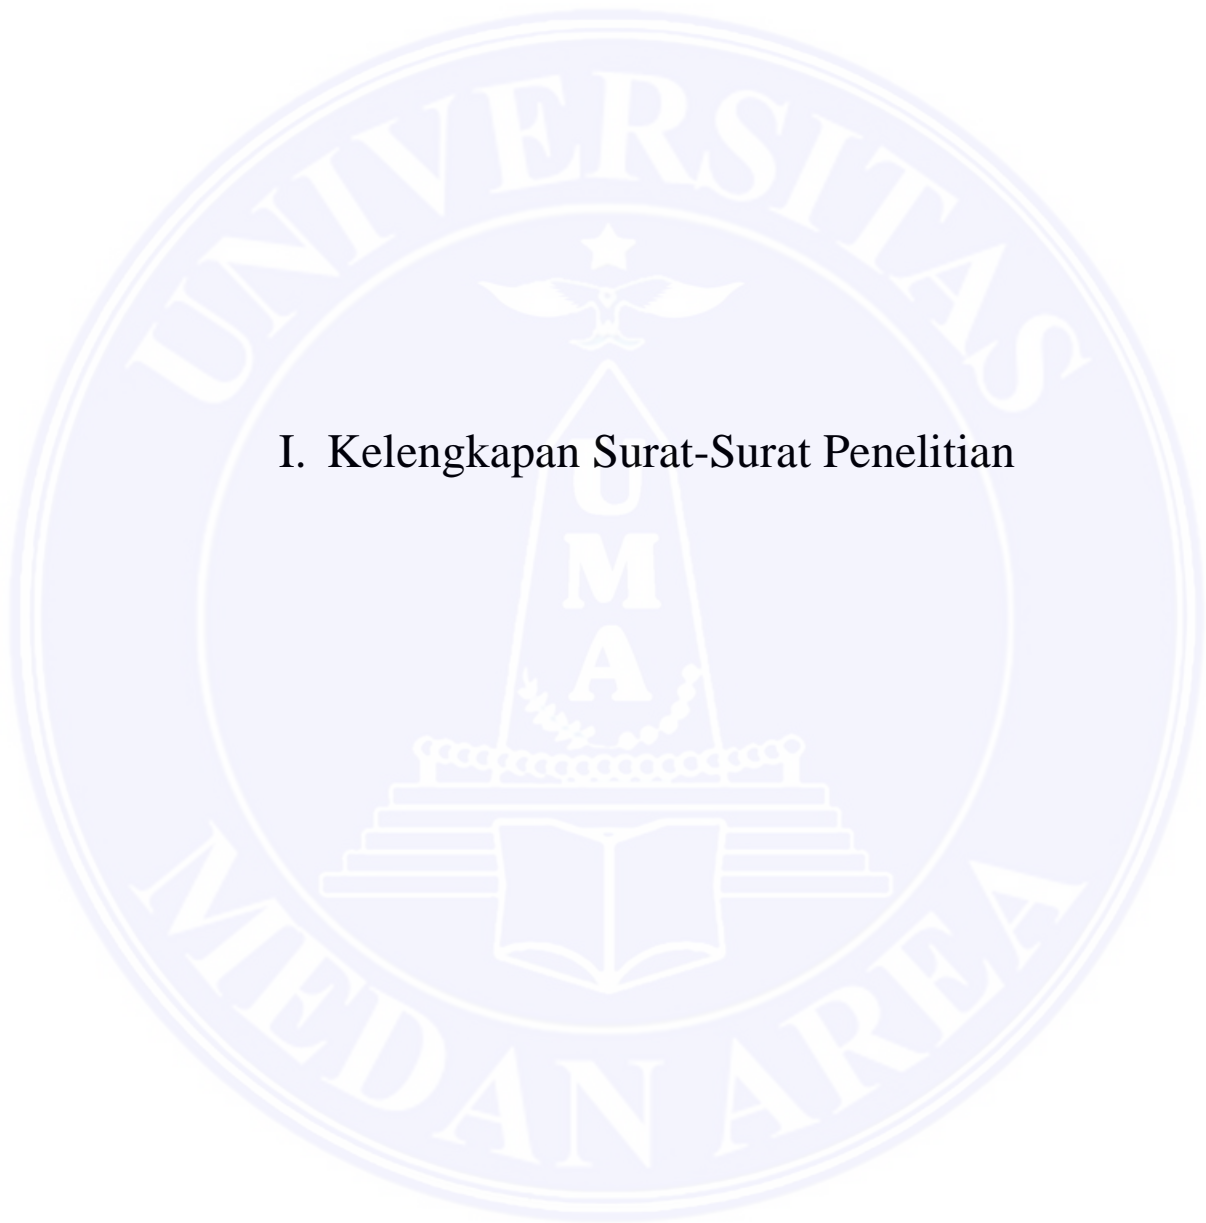 UNIVERSITAS
I. Kelengkapan Surat-Surat Penelitian
U
M
A
MEDAN AREA